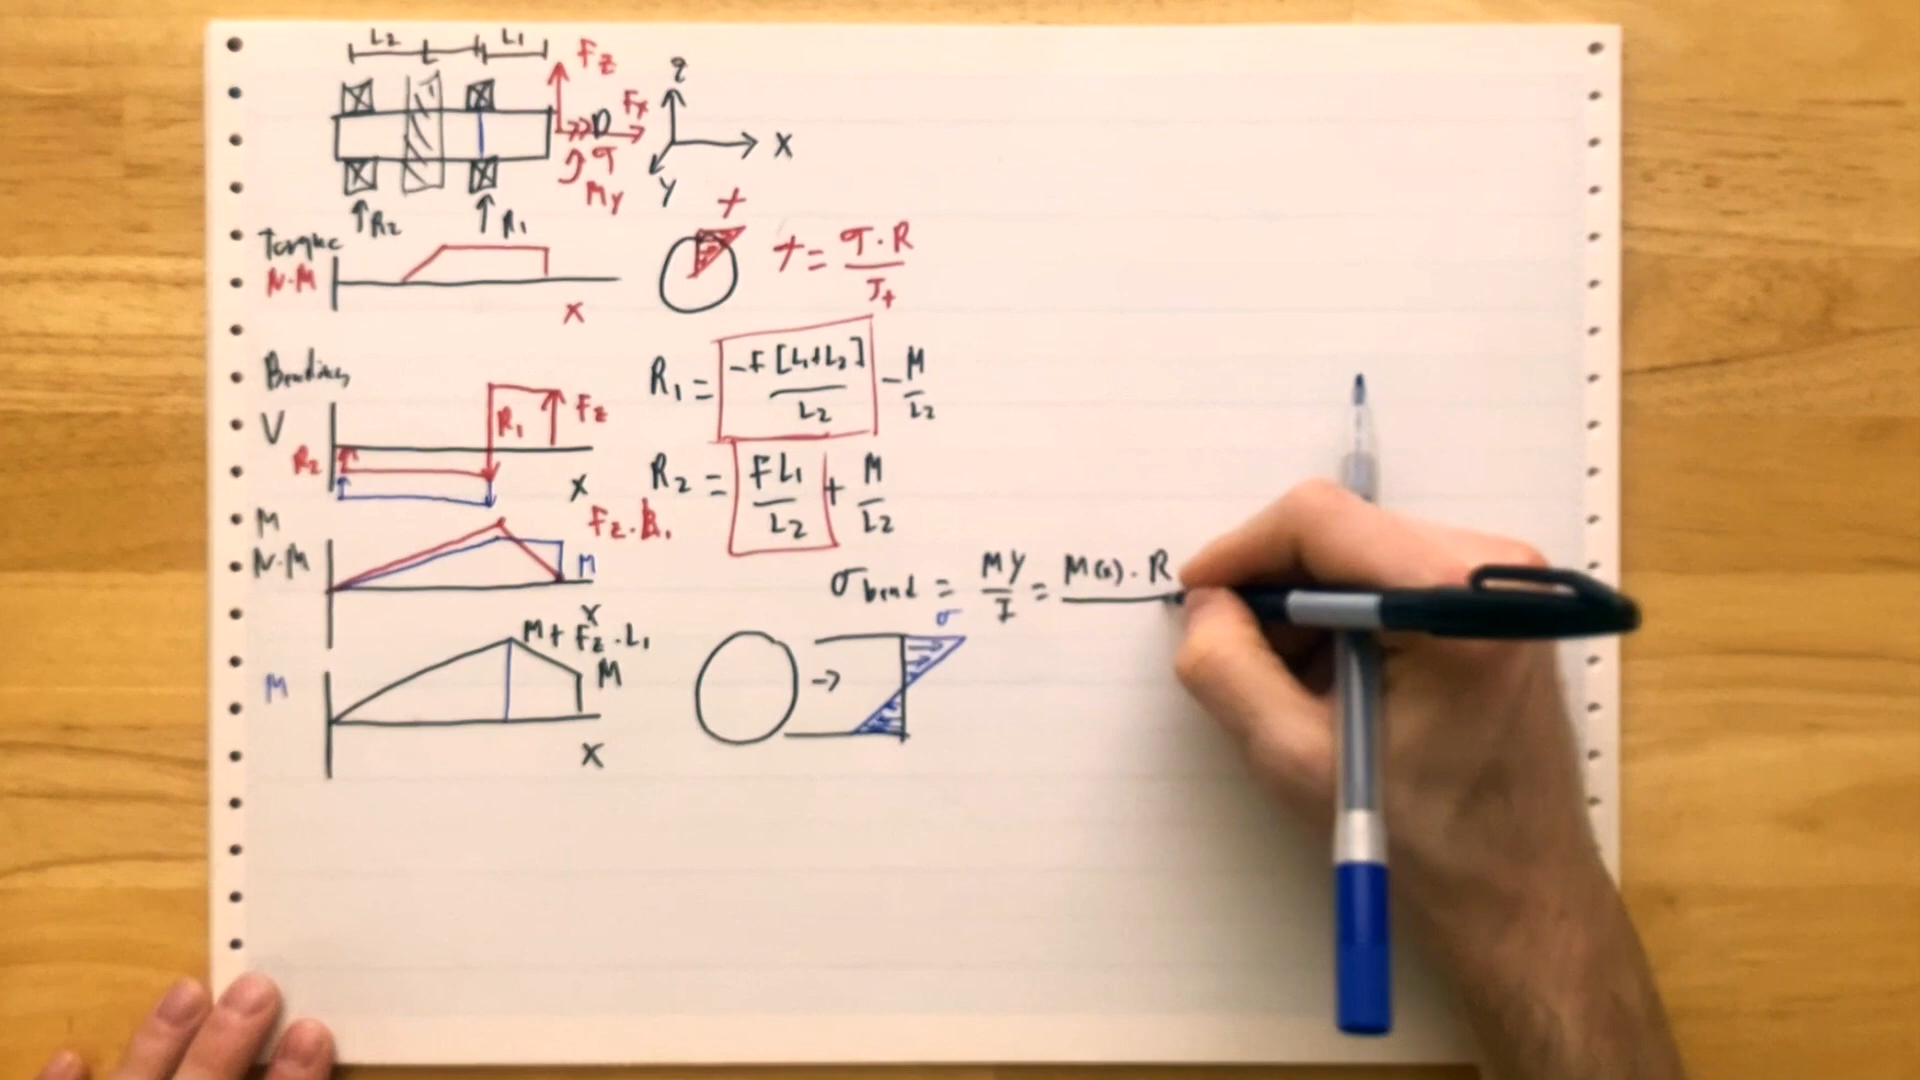 L2 L1
Fz
z
D Fx
X
T
My
Y
R2 R1
Torque
N·M
X
τ
τ = T·R / Jt
Bending
V
R1 Fz
R2
X
R1 = -F[L1+L2] / L2 - M / L2
R2 = FL1 / L2 + M / L2
M
N·M
M
X
σbend = MY / I = M(x)·R
σ
M + Fz·L1
M
M
→
X